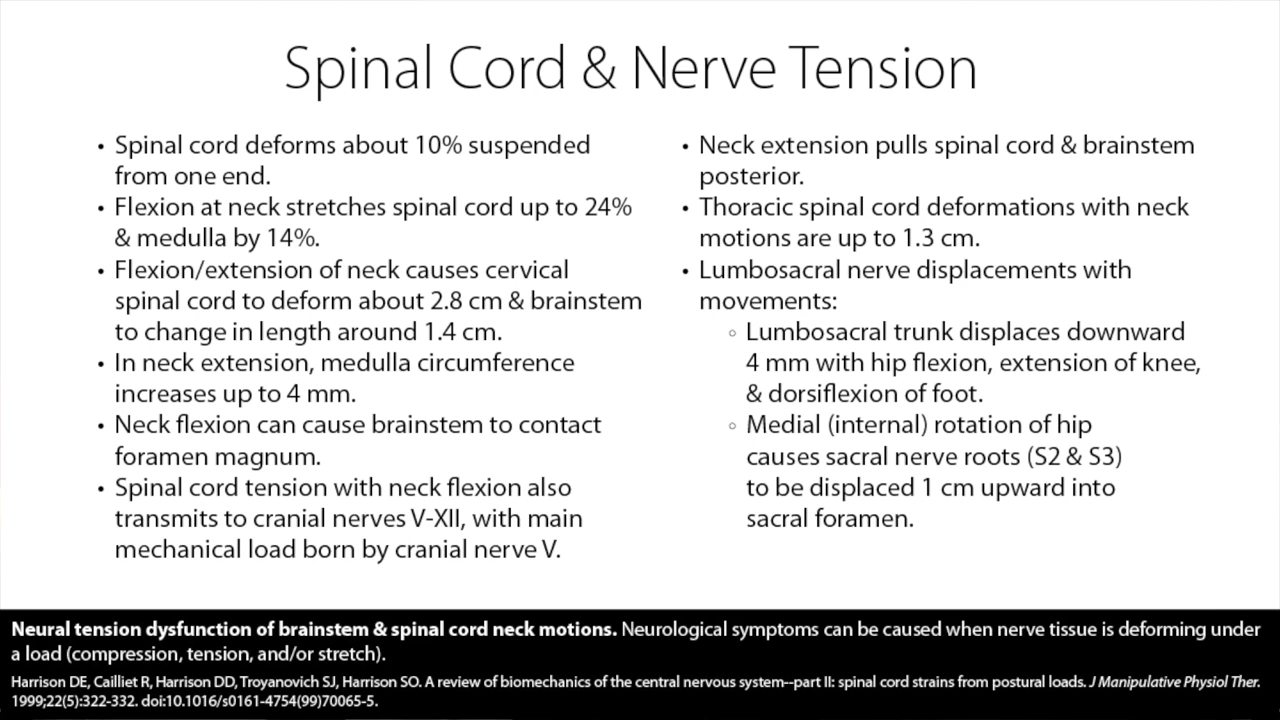 Spinal Cord & Nerve Tension
• Spinal cord deforms about 10% suspended
from one end.
• Flexion at neck stretches spinal cord up to 24%
& medulla by 14%.
• Flexion/extension of neck causes cervical
spinal cord to deform about 2.8 cm & brainstem
to change in length around 1.4 cm.
• In neck extension, medulla circumference
increases up to 4 mm.
• Neck flexion can cause brainstem to contact
foramen magnum.
• Spinal cord tension with neck flexion also
transmits to cranial nerves V-XII, with main
mechanical load born by cranial nerve V.
• Neck extension pulls spinal cord & brainstem
posterior.
• Thoracic spinal cord deformations with neck
motions are up to 1.3 cm.
• Lumbosacral nerve displacements with
movements:
◦ Lumbosacral trunk displaces downward
4 mm with hip flexion, extension of knee,
& dorsiflexion of foot.
◦ Medial (internal) rotation of hip
causes sacral nerve roots (S2 & S3)
to be displaced 1 cm upward into
sacral foramen.
Neural tension dysfunction of brainstem & spinal cord neck motions. Neurological symptoms can be caused when nerve tissue is deforming under
a load (compression, tension, and/or stretch).
Harrison DE, Cailliet R, Harrison DD, Troyanovich SJ, Harrison SO. A review of biomechanics of the central nervous system--part II: spinal cord strains from postural loads. J Manipulative Physiol Ther.
1999;22(5):322-332. doi:10.1016/s0161-4754(99)70065-5.